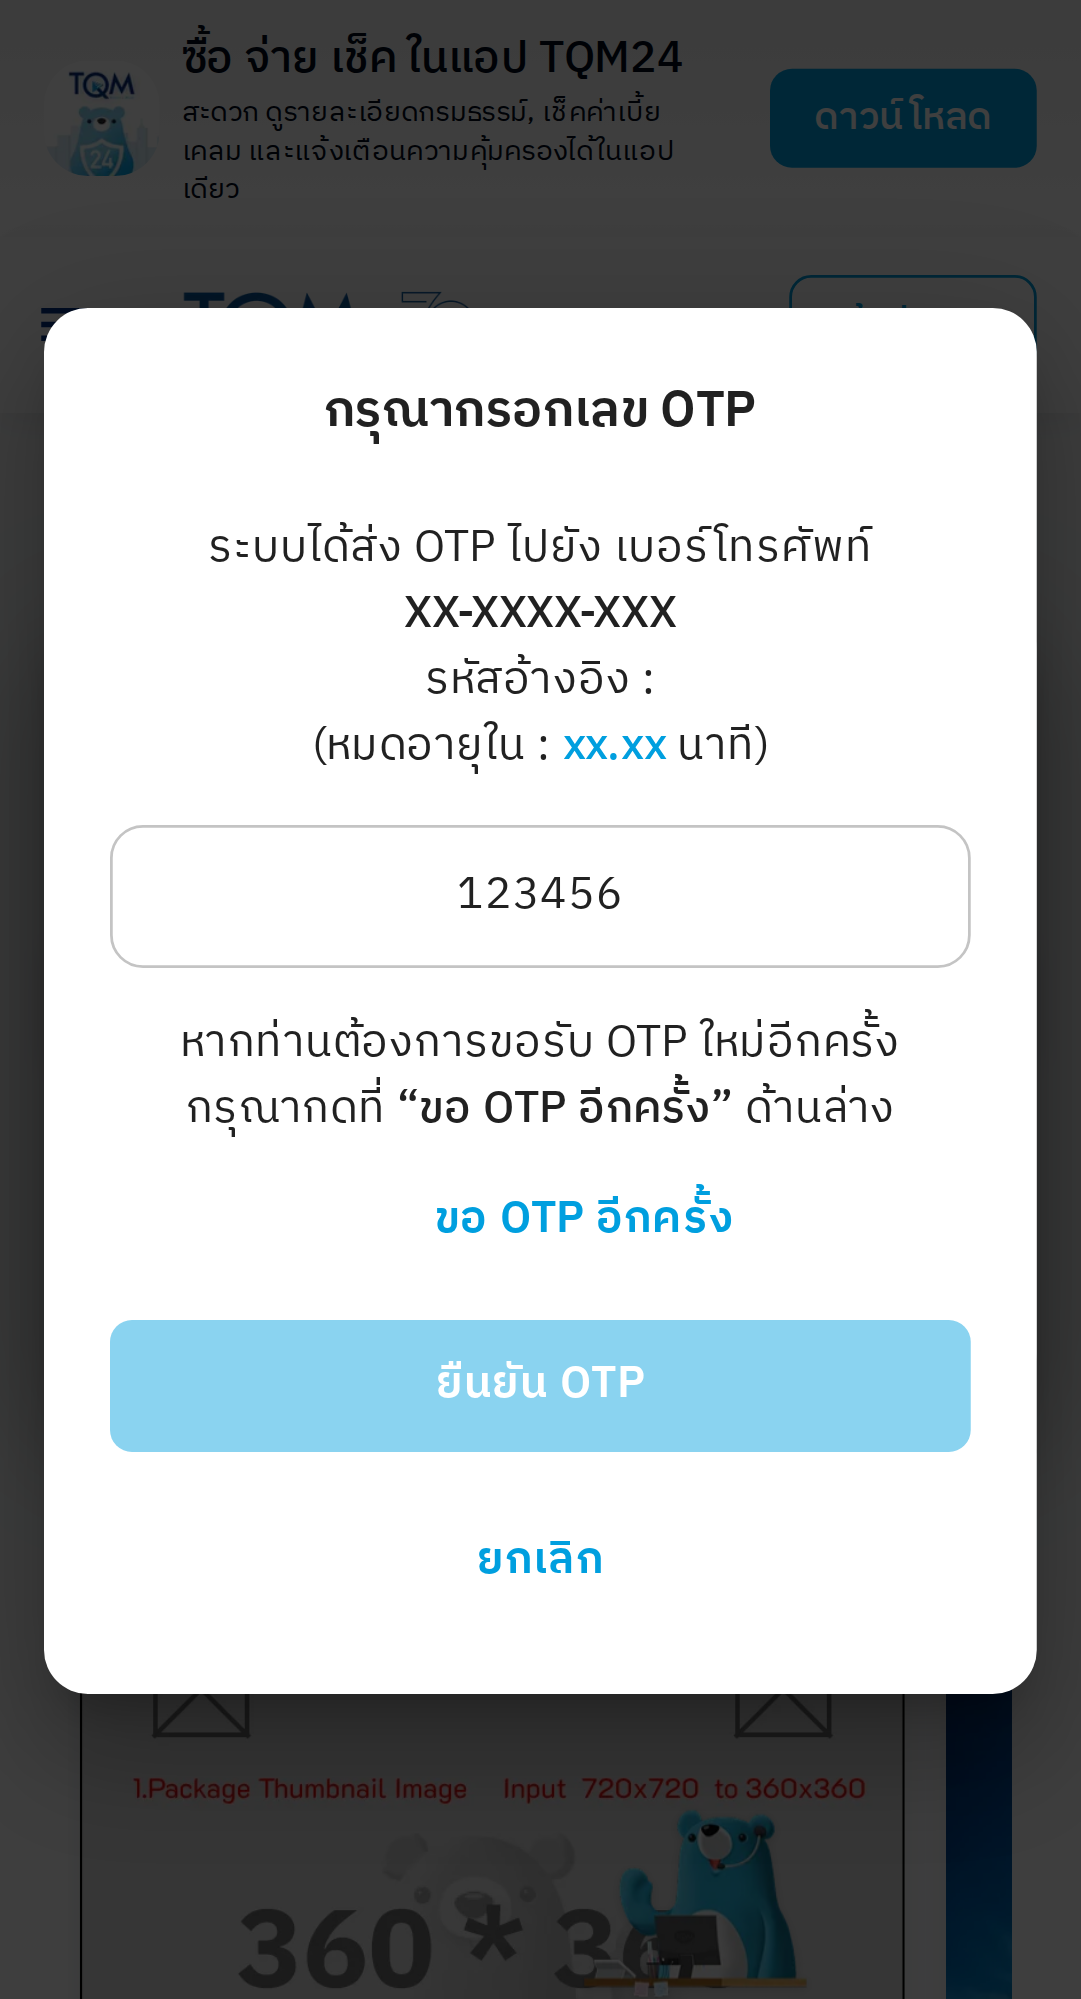 ซื้อ จ่าย เช็ค ในแอป TQM24
TQM
24
สะดวก ดูรายละเอียดกรมธรรม์, เช็คค่าเบี้ย
เคลม และแจ้งเตือนความคุ้มครองได้ในแอป
เดียว
ดาวน์โหลด
TQM
กรุณากรอกเลข OTP
ระบบได้ส่ง OTP ไปยัง เบอร์โทรศัพท์
XX-XXXX-XXX
รหัสอ้างอิง :
(หมดอายุใน : xx.xx นาที)
123456
หากท่านต้องการขอรับ OTP ใหม่อีกครั้ง
กรุณากดที่ “ขอ OTP อีกครั้ง” ด้านล่าง
ขอ OTP อีกครั้ง
ยืนยัน OTP
ยกเลิก
1.Package Thumbnail Image Input 720x720 to 360x360
360 * 36